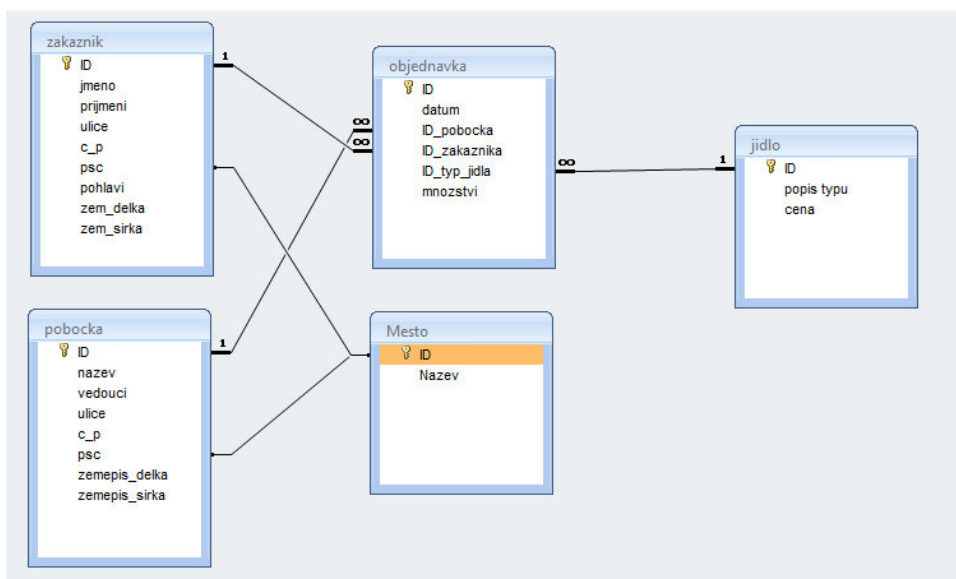 zakaznik
ID
jmeno
prijmeni
ulice
c_p
psc
pohlavi
zem_delka
zem_sirka
1
objednavka
ID
datum
ID_pobocka
ID_zakaznika
ID_typ_jidla
mnozstvi
∞
∞
∞
1
jidlo
ID
popis typu
cena
pobocka
ID
nazev
vedouci
ulice
c_p
psc
zemepis_delka
zemepis_sirka
1
Mesto
ID
Nazev